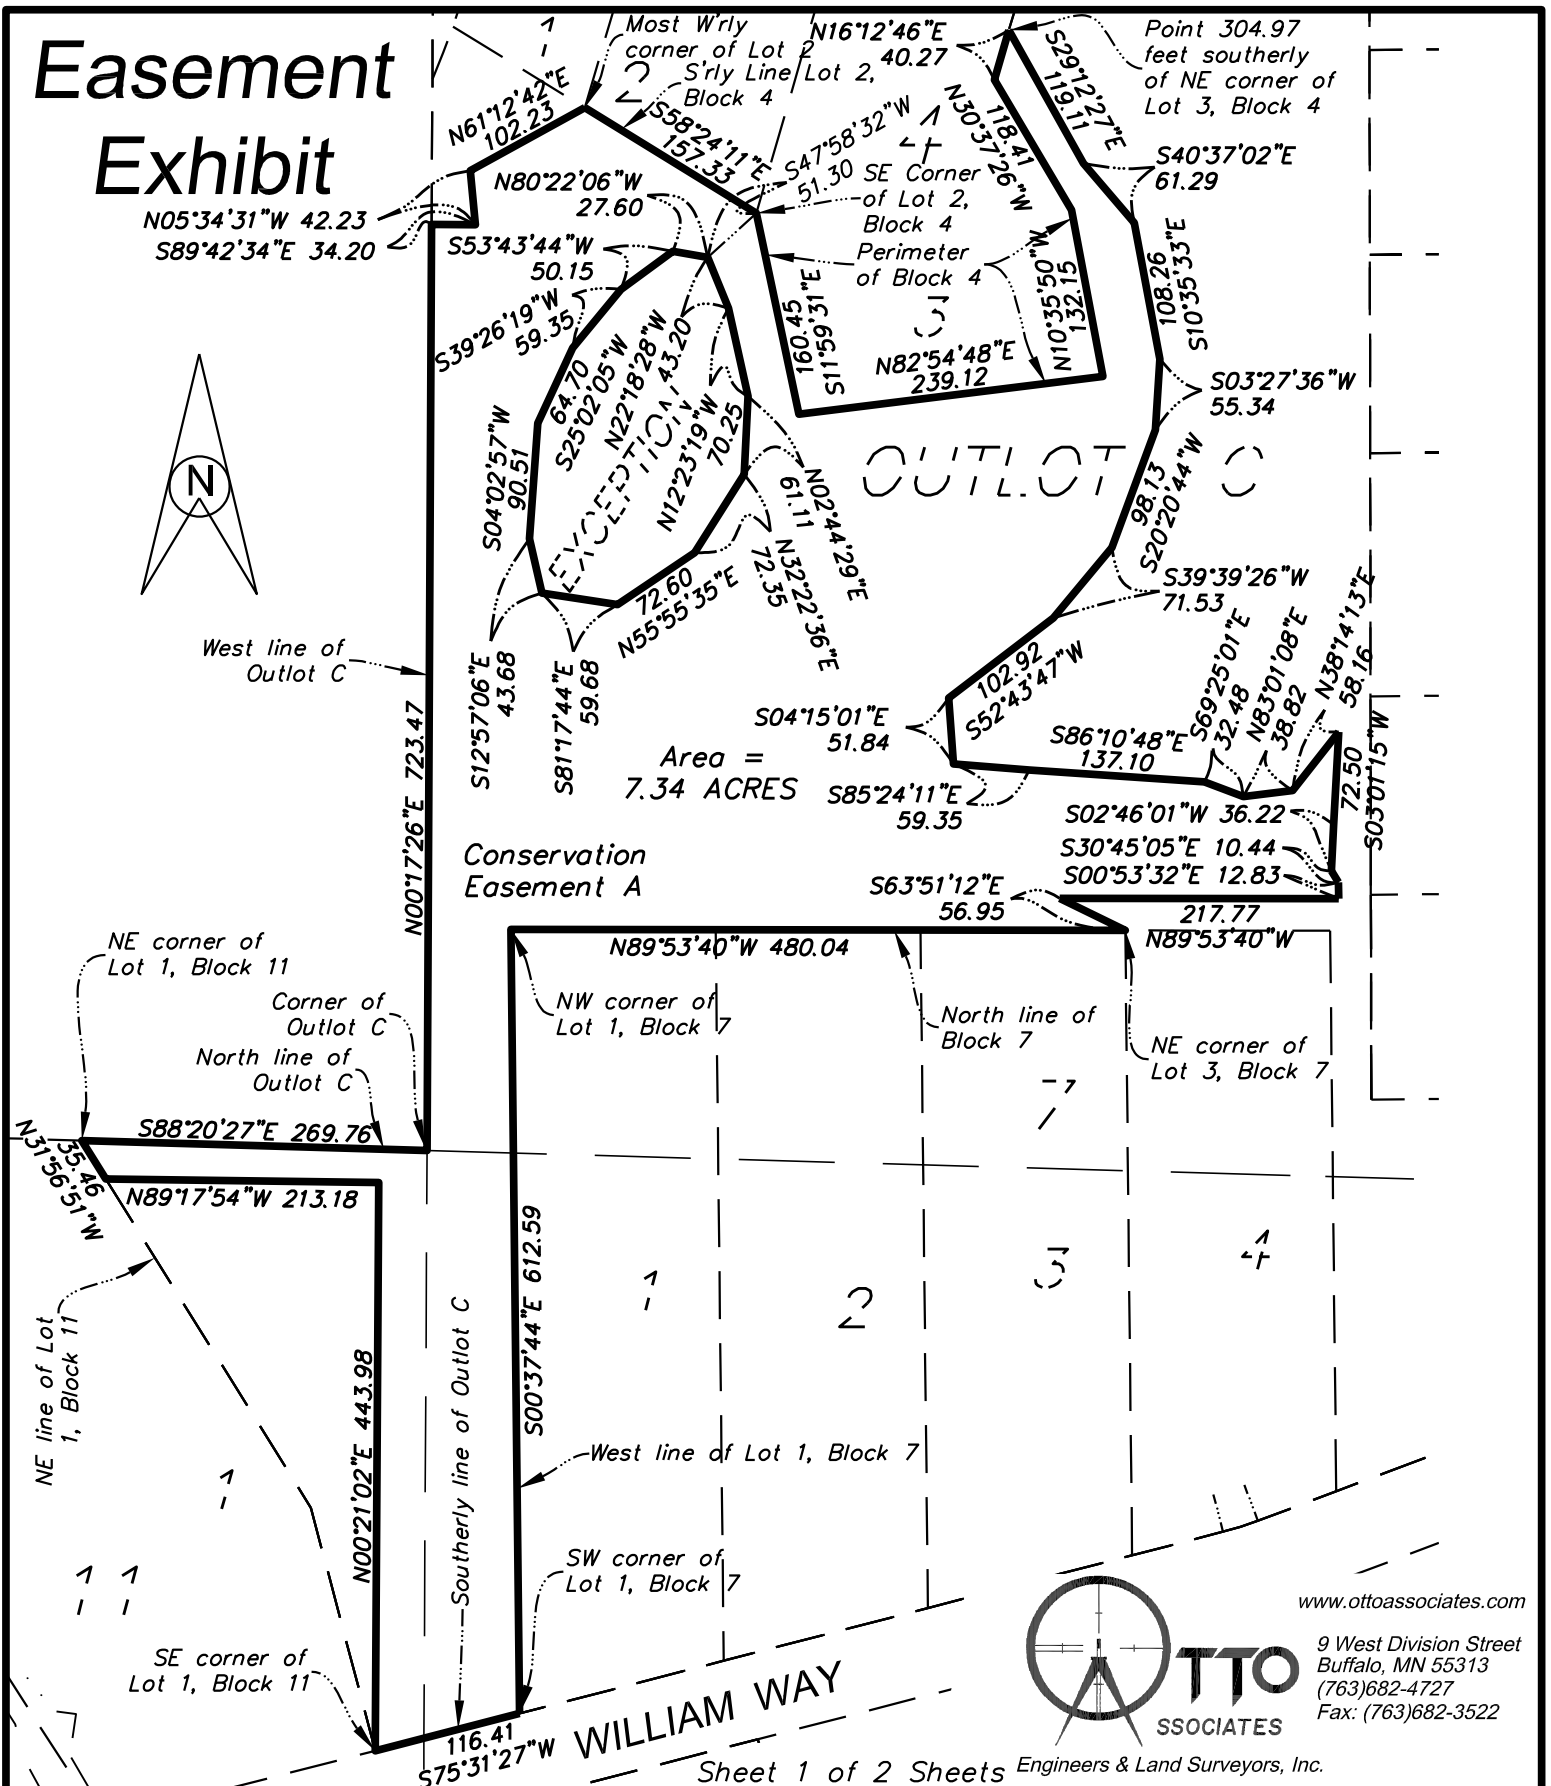 Easement
Exhibit
1
Most W'rly
corner of Lot 2
2
S'rly Line Lot 2,
Block 4
N16°12'46"E
40.27
Point 304.97
feet southerly
of NE corner of
Lot 3, Block 4
S29°12'27"E
119.11
N61°12'42"E
102.23
S58°24'11"E
157.33
S47°58'32"W
51.30
4
N30°37'26"W
118.41
S40°37'02"E
61.29
N80°22'06"W
27.60
SE Corner
of Lot 2,
Block 4
N05°34'31"W 42.23
S89°42'34"E 34.20
S53°43'44"W
50.15
Perimeter
of Block 4
S39°26'19"W
59.35
160.45
S11°59'31"E
3
N10°35'50"W
132.15
108.26
S10°35'33"E
N82°54'48"E
239.12
S03°27'36"W
55.34
N
64.70
S25°02'05"W
N22°18'28"W
43.20
N12°23'19"W
70.25
EXCEPTION
S04°02'57"W
90.51
OUTLOT C
N02°44'29"E
61.11
98.13
S20°20'44"W
N32°22'36"E
72.35
72.60
N55°55'35"E
S39°39'26"W
71.53
West line of
Outlot C
S12°57'06"E
43.68
S81°17'44"E
59.68
102.92
S52°43'47"W
S69°25'01"E
32.48
N83°01'08"E
38.82
N38°14'13"E
58.16
N00°17'26"E 723.47
S04°15'01"E
51.84
Area =
7.34 ACRES
S86°10'48"E
137.10
S85°24'11"E
59.35
72.50
S03°01'15"W
S02°46'01"W 36.22
S30°45'05"E 10.44
S00°53'32"E 12.83
Conservation
Easement A
S63°51'12"E
56.95
217.77
N89°53'40"W
N89°53'40"W 480.04
NE corner of
Lot 1, Block 11
Corner of
Outlot C
NW corner of
Lot 1, Block 7
North line of
Block 7
NE corner of
Lot 3, Block 7
North line of
Outlot C
7
S88°20'27"E 269.76
N31°56'51"W
35.46
N89°17'54"W 213.18
S00°37'44"E 612.59
1
2
3
4
NE line of Lot
1, Block 11
N00°21'02"E 443.98
Southerly line of Outlot C
West line of Lot 1, Block 7
1
11
SW corner of
Lot 1, Block 7
SE corner of
Lot 1, Block 11
116.41
S75°31'27"W
WILLIAM WAY
www.ottoassociates.com
9 West Division Street
Buffalo, MN 55313
(763)682-4727
Fax: (763)682-3522
TTO
SSOCIATES
Engineers & Land Surveyors, Inc.
Sheet 1 of 2 Sheets